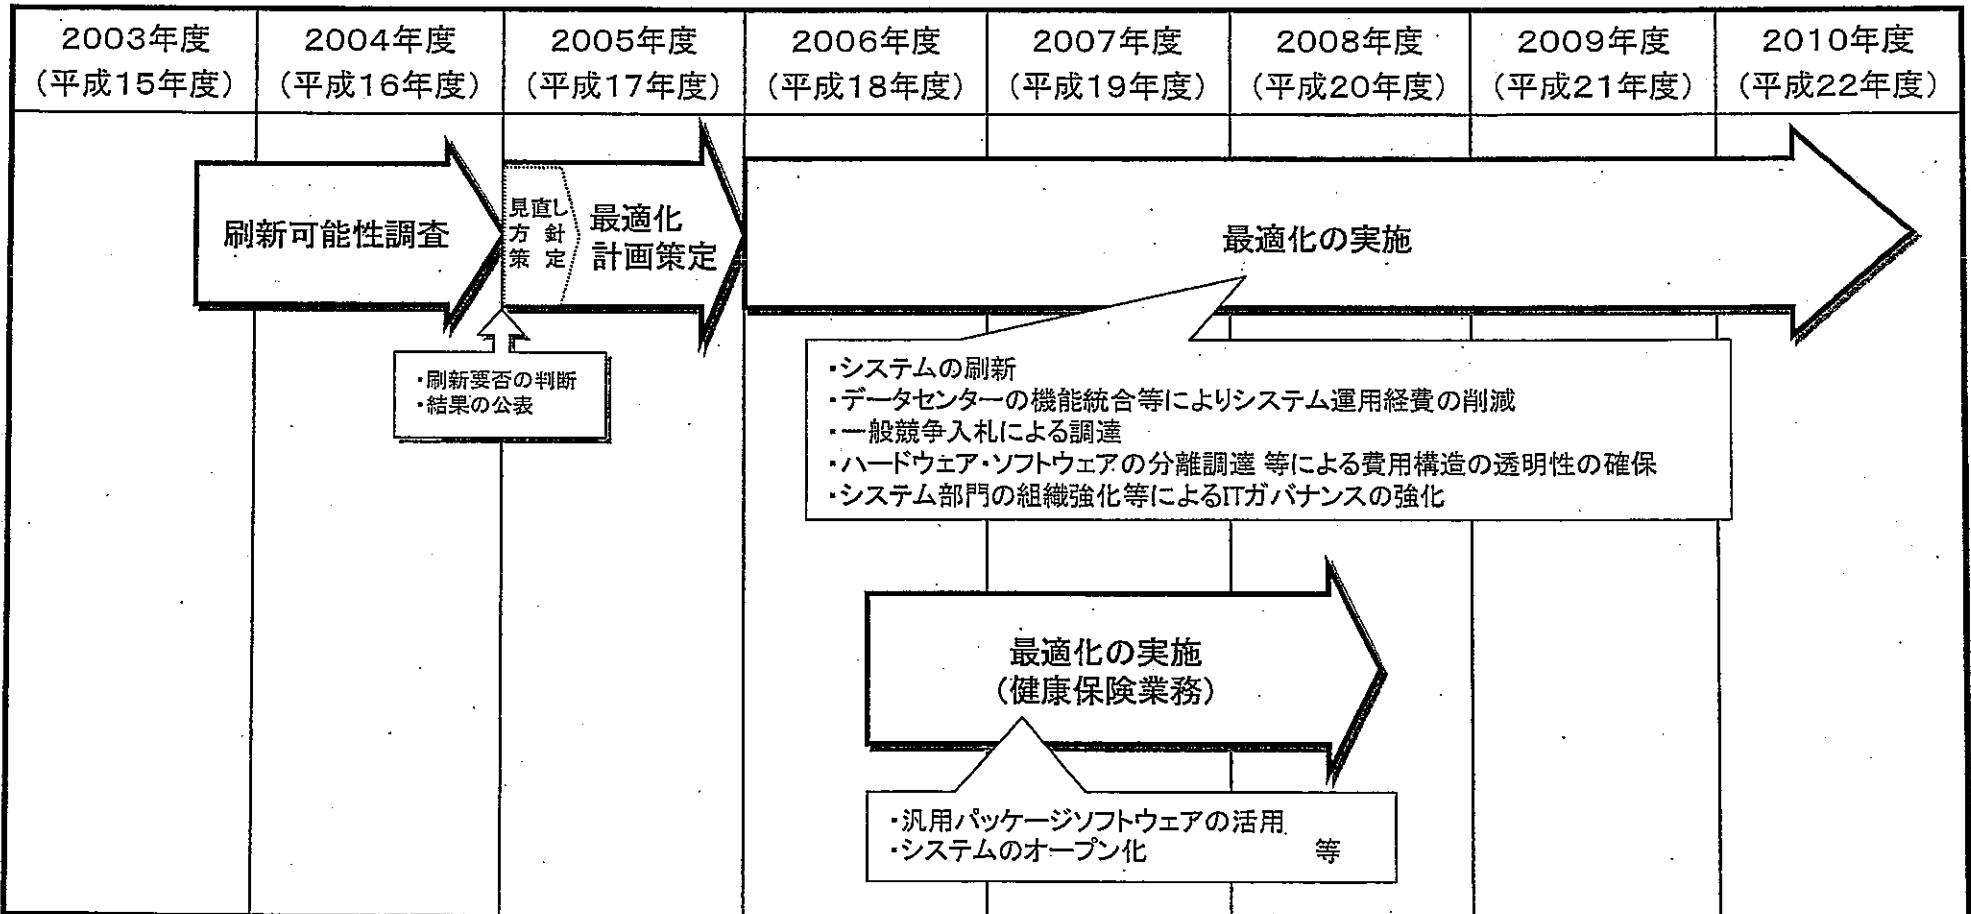 2003年度
(平成15年度)
2004年度
(平成16年度)
2005年度
(平成17年度)
2006年度
(平成18年度)
2007年度
(平成19年度)
2008年度
(平成20年度)
2009年度
(平成21年度)
2010年度
(平成22年度)
刷新可能性調査
見直し
方 針
策 定
最適化
計画策定
最適化の実施
・刷新要否の判断
・結果の公表
・システムの刷新
・データセンターの機能統合等によりシステム運用経費の削減
・一般競争入札による調達
・ハードウェア・ソフトウェアの分離調達 等による費用構造の透明性の確保
・システム部門の組織強化等によるITガバナンスの強化
最適化の実施
(健康保険業務)
・汎用パッケージソフトウェアの活用
・システムのオープン化 等